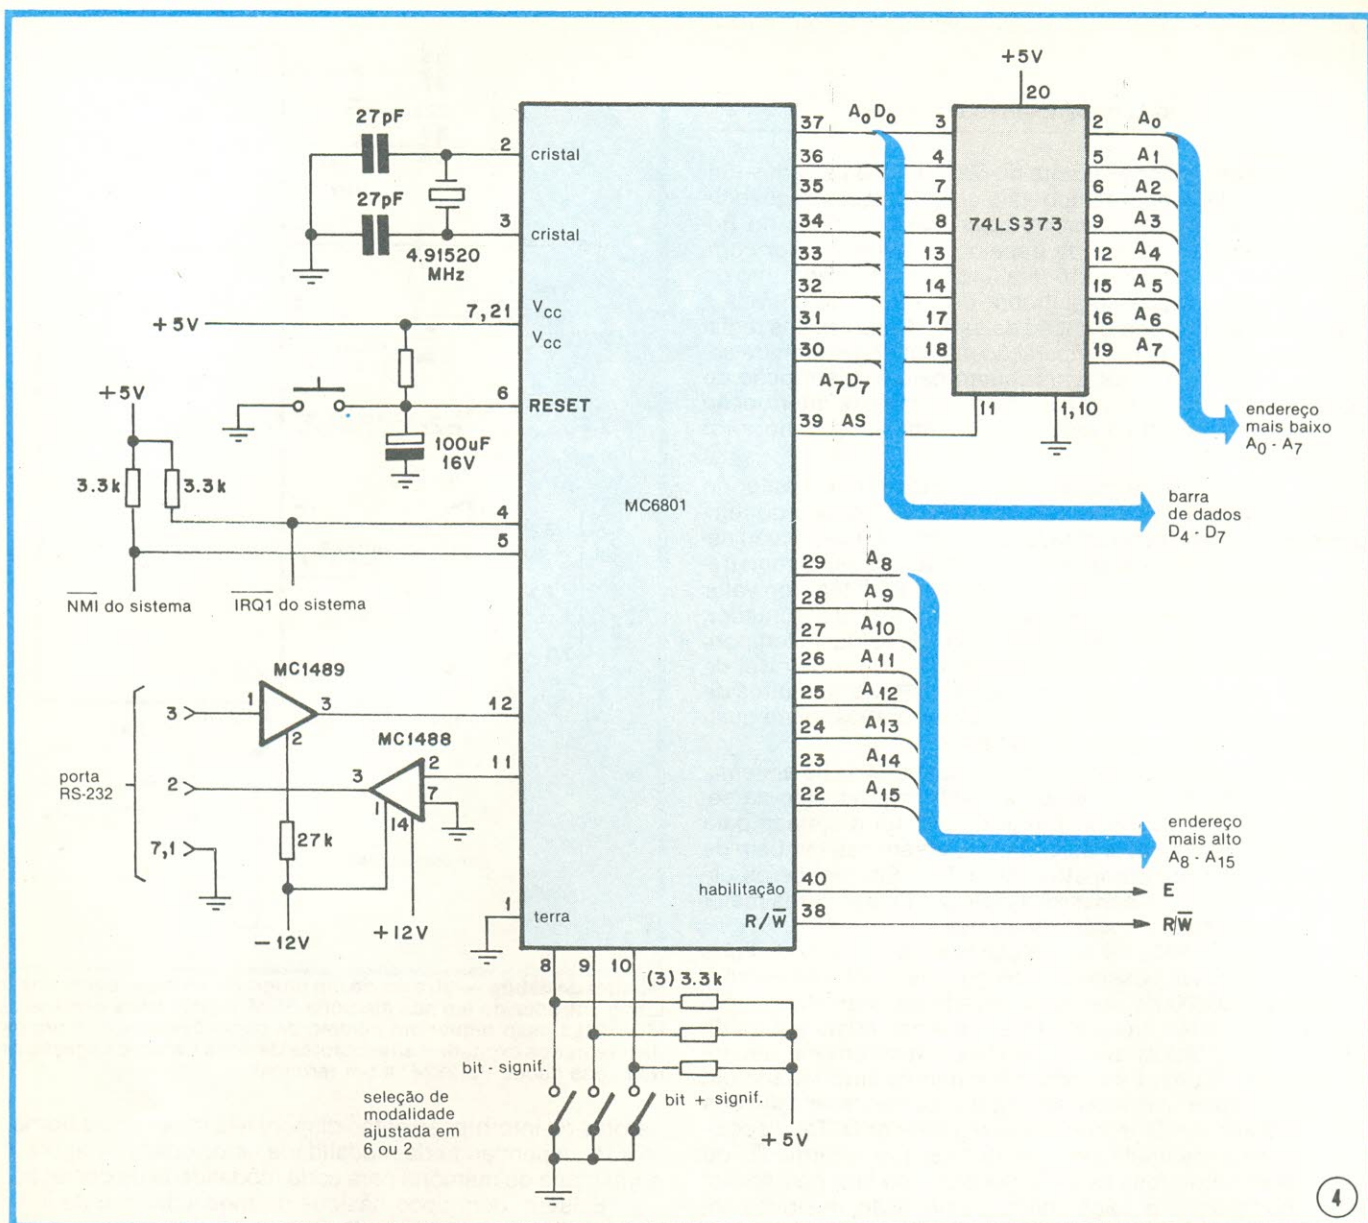 +5V
20
27pF
2
cristal
27pF
3
cristal
4.91520
MHz
37
A₀D₀
3
2
A₀
36
4
5
A₁
35
7
6
A₂
34
8
74LS373
9
A₃
33
13
12
A₄
32
14
15
A₅
31
17
16
A₆
30
18
19
A₇
A₇D₇
11
1,10
39
AS
endereço
mais baixo
A₀ - A₇
+5V
7,21
Vcc
Vcc
6
RESET
100uF
16V
+5V
3.3k
3.3k
4
5
MC6801
barra
de dados
D₄ - D₇
N̅M̅I̅ do sistema
I̅R̅Q̅1̅ do sistema
29
A₈
28
A₉
27
A₁₀
26
A₁₁
25
A₁₂
24
A₁₃
23
A₁₄
22
A₁₅
endereço
mais alto
A₈ - A₁₅
MC1489
3
1
3
2
12
MC1488
porta
RS-232
2
3
2
11
1
14
7
27k
7,1
-12V
+12V
1
terra
habilitação
40
E
R/W̅
38
RW̅
8
9
10
(3) 3.3k
bit - signif.
bit + signif.
seleção de
modalidade
ajustada em
6 ou 2
+5V
4